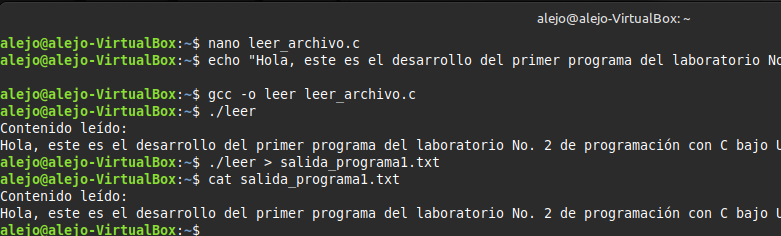 alejo@alejo-VirtualBox: ~
alejo@alejo-VirtualBox:~$ nano leer_archivo.c
alejo@alejo-VirtualBox:~$ echo "Hola, este es el desarrollo del primer programa del laboratorio No
alejo@alejo-VirtualBox:~$ gcc -o leer leer_archivo.c
alejo@alejo-VirtualBox:~$ ./leer
Contenido leído:
Hola, este es el desarrollo del primer programa del laboratorio No. 2 de programación con C bajo U
alejo@alejo-VirtualBox:~$ ./leer > salida_programa1.txt
alejo@alejo-VirtualBox:~$ cat salida_programa1.txt
Contenido leído:
Hola, este es el desarrollo del primer programa del laboratorio No. 2 de programación con C bajo U
alejo@alejo-VirtualBox:~$